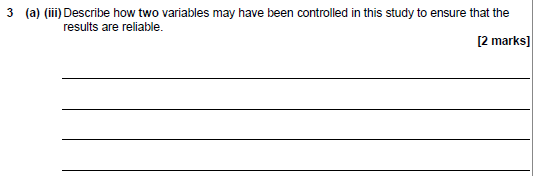 3 (a) (iii) Describe how two variables may have been controlled in this study to ensure that the
results are reliable.
[2 marks]